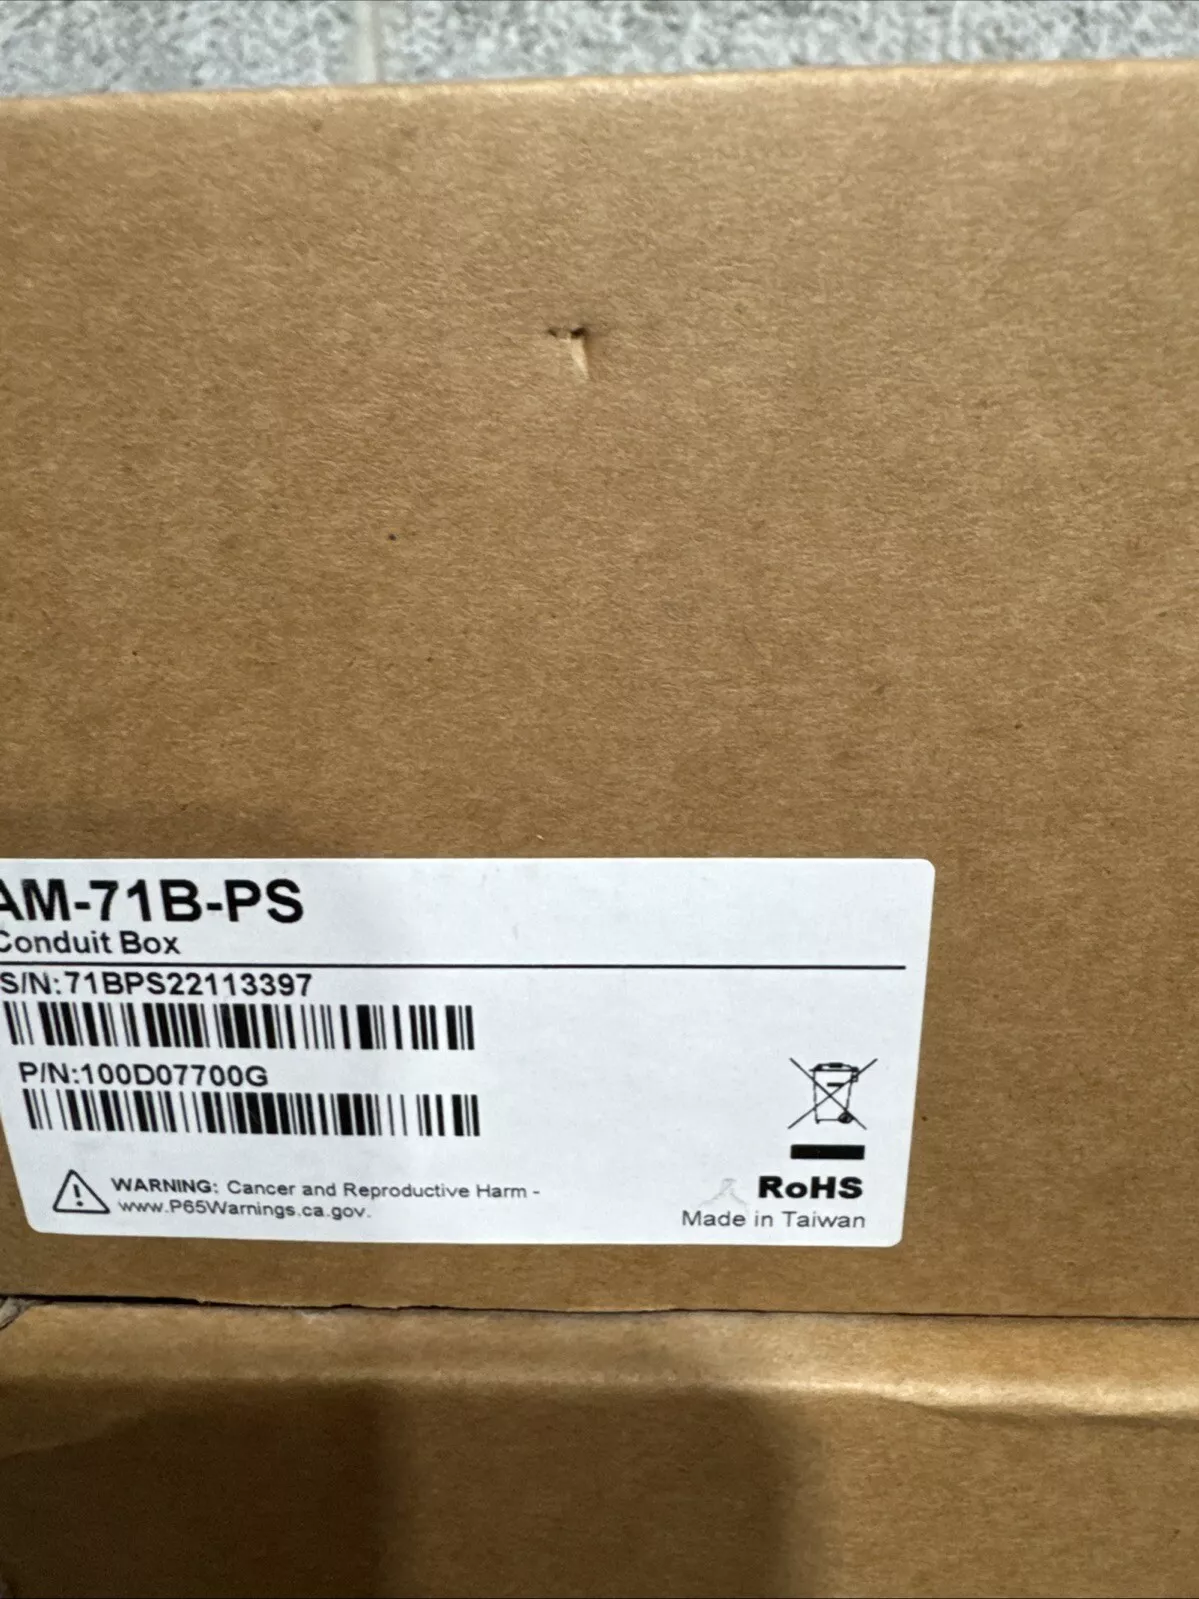 AM-71B-PS
Conduit Box
S/N:71BPS22113397
P/N:100D07700G
WARNING: Cancer and Reproductive Harm -
www.P65Warnings.ca.gov.
RoHS
Made in Taiwan